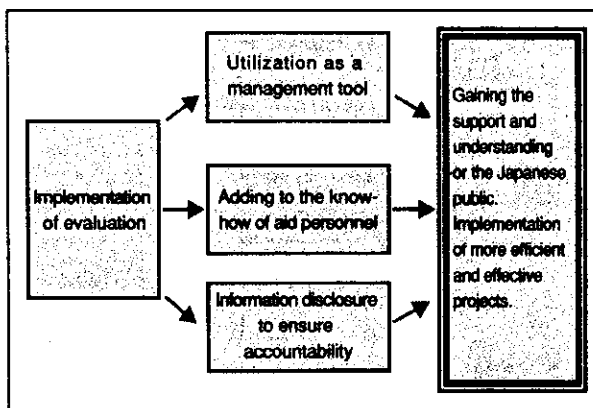 Implementation
of evaluation
Utilization as a
management tool
Adding to the know-
how of aid personnel
Information disclosure
to ensure
accountability
Gaining the
support and
understanding
or the Japanese
public.
Implementation
of more efficient
and effective
projects.